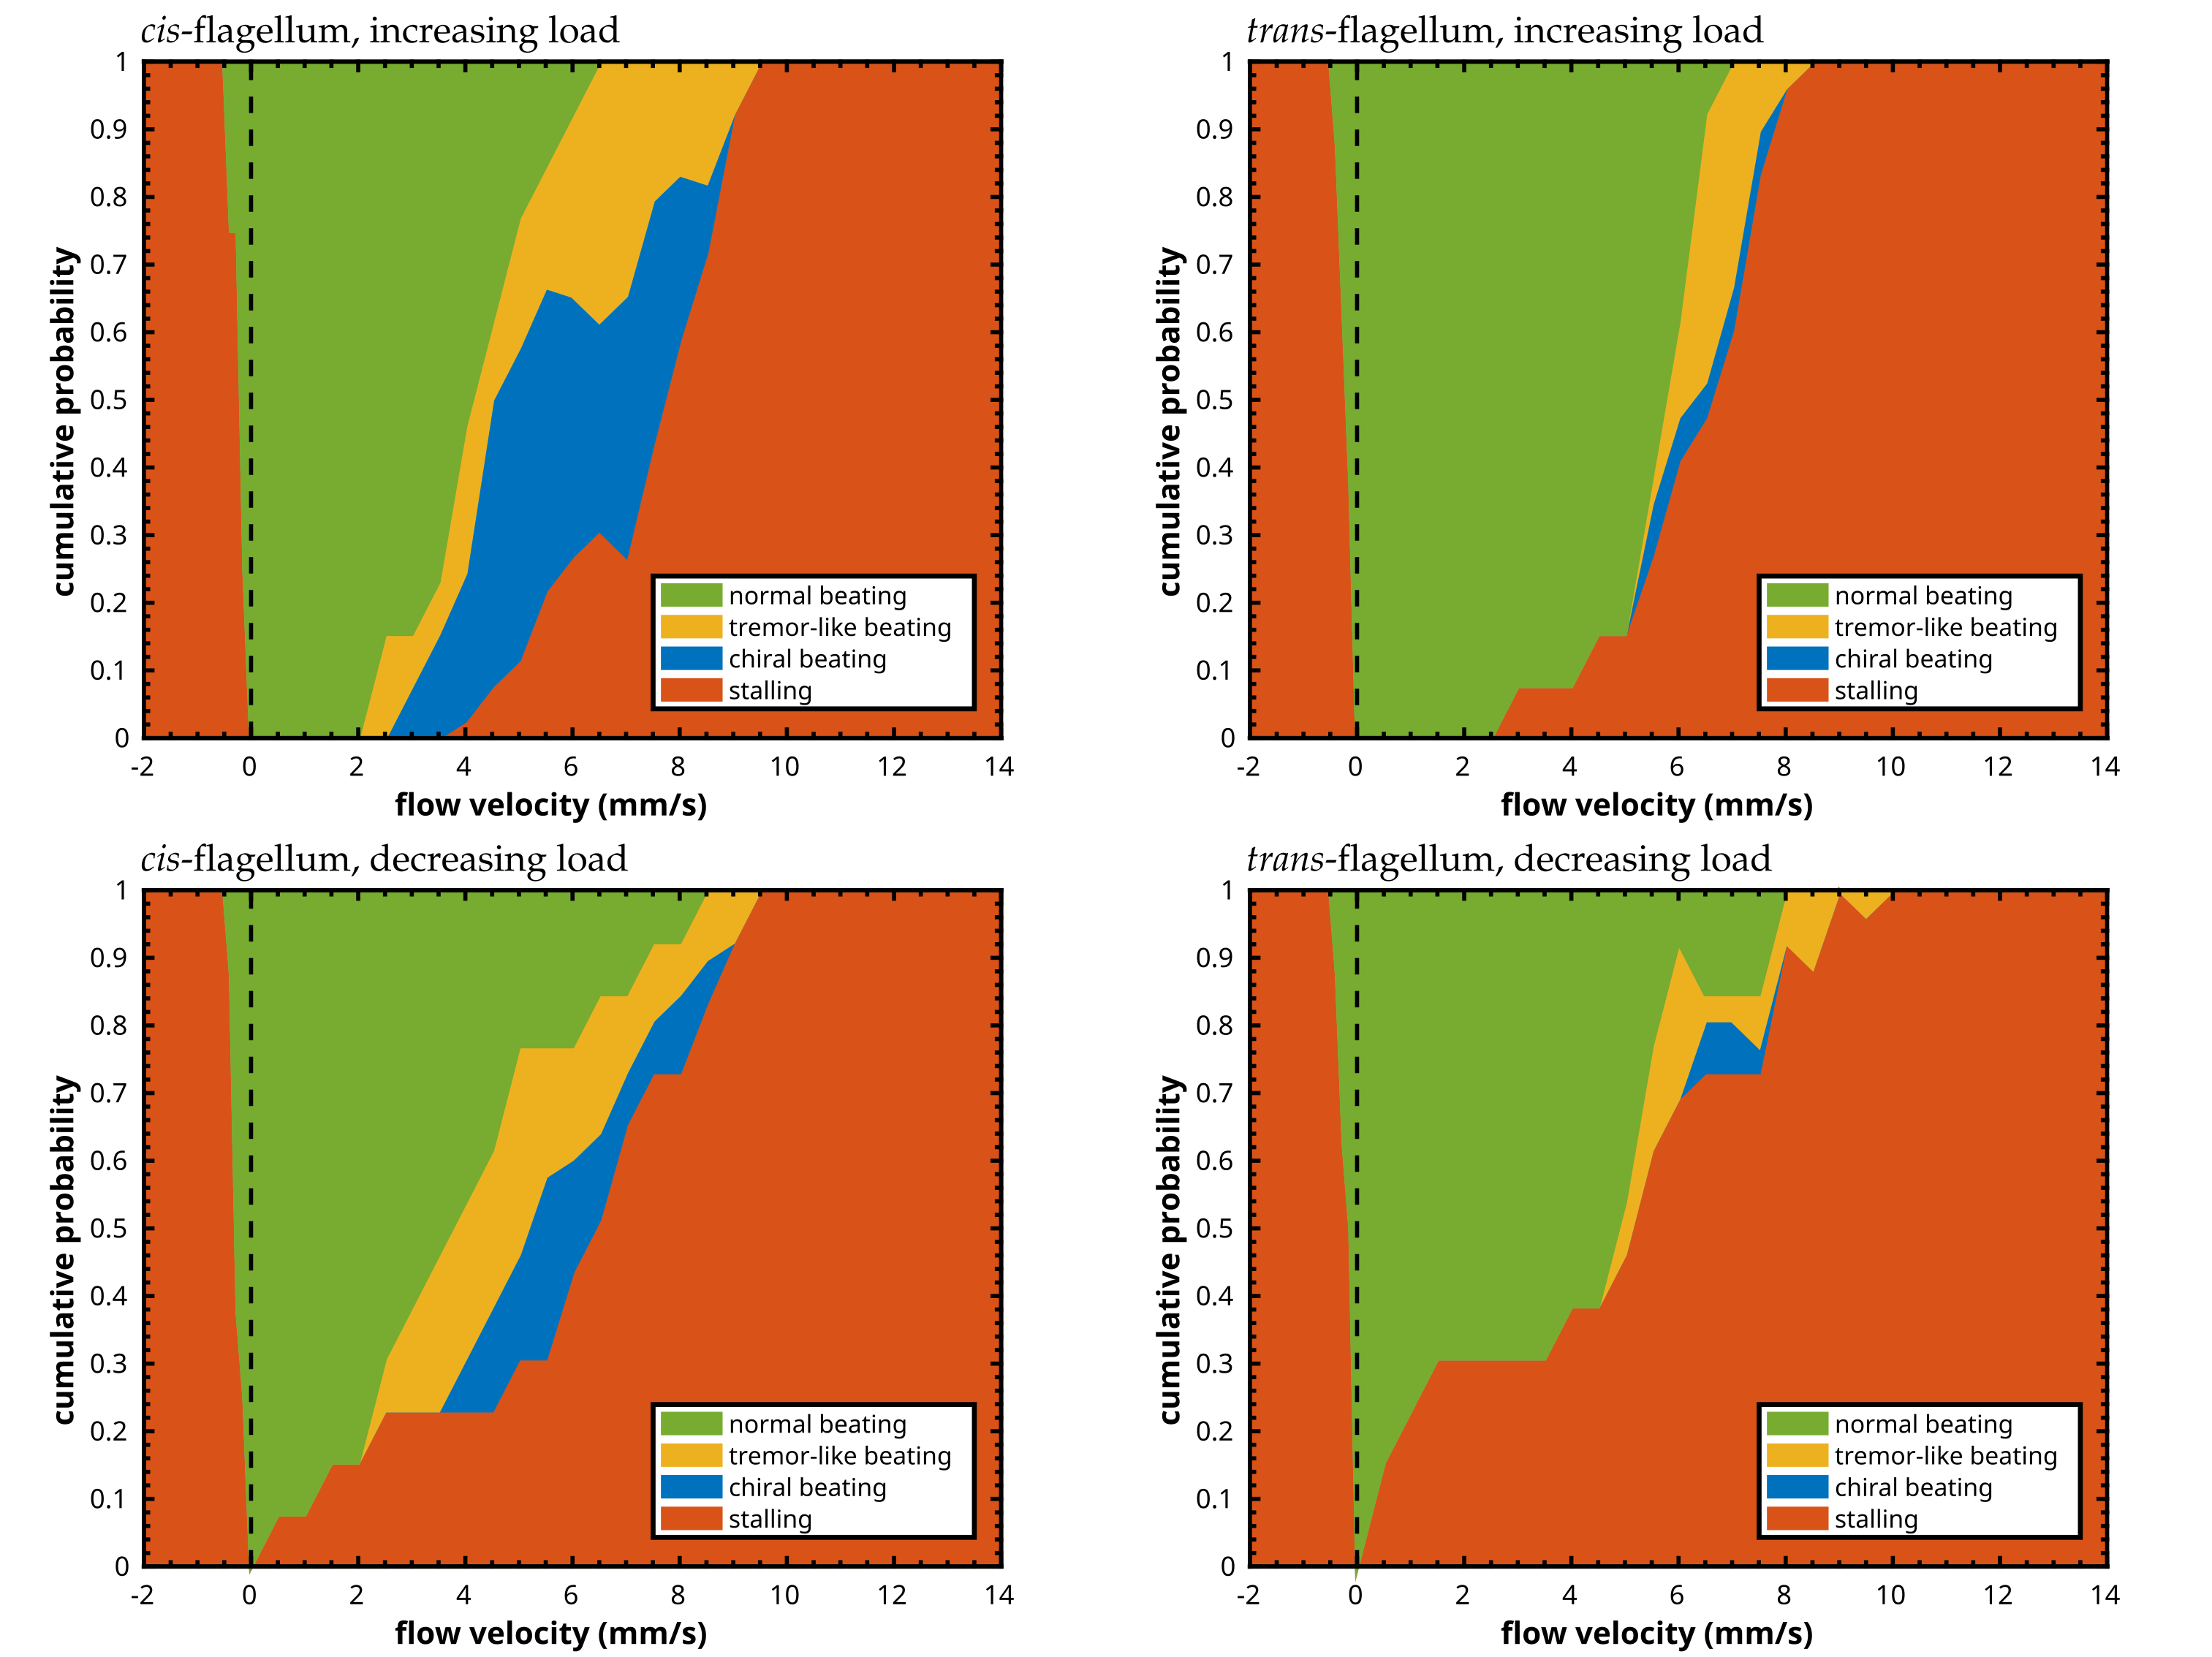 cis-flagellum, increasing load
1
0.9
0.8
0.7
0.6
0.5
0.4
0.3
0.2
0.1
0
cumulative probability
normal beating
tremor-like beating
chiral beating
stalling
-2 0 2 4 6 8 10 12 14
flow velocity (mm/s)
trans-flagellum, increasing load
1
0.9
0.8
0.7
0.6
0.5
0.4
0.3
0.2
0.1
0
cumulative probability
normal beating
tremor-like beating
chiral beating
stalling
-2 0 2 4 6 8 10 12 14
flow velocity (mm/s)
cis-flagellum, decreasing load
1
0.9
0.8
0.7
0.6
0.5
0.4
0.3
0.2
0.1
0
cumulative probability
normal beating
tremor-like beating
chiral beating
stalling
-2 0 2 4 6 8 10 12 14
flow velocity (mm/s)
trans-flagellum, decreasing load
1
0.9
0.8
0.7
0.6
0.5
0.4
0.3
0.2
0.1
0
cumulative probability
normal beating
tremor-like beating
chiral beating
stalling
-2 0 2 4 6 8 10 12 14
flow velocity (mm/s)